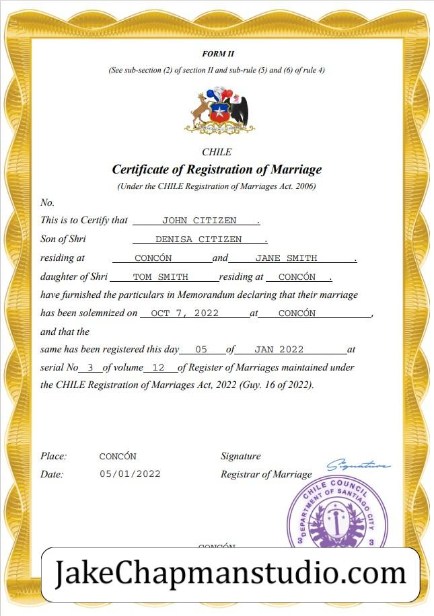 FORM II
(See sub-section (2) of section II and sub-rule (5) and (6) of rule 4)
CHILE
Certificate of Registration of Marriage
(Under the CHILE Registration of Marriages Act. 2006)
No.
This is to Certify that JOHN CITIZEN .
Son of Shri DENISA CITIZEN .
residing at CONCÓN and JANE SMITH .
daughter of Shri TOM SMITH residing at CONCÓN .
have furnished the particulars in Memorandum declaring that their marriage
has been solemnized on OCT 7, 2022 at CONCÓN ,
and that the
same has been registered this day 05 of JAN 2022 at
serial No 3 of volume 12 of Register of Marriages maintained under
the CHILE Registration of Marriages Act, 2022 (Guy. 16 of 2022).
Place: CONCÓN Signature
Signature
Date: 05/01/2022 Registrar of Marriage
CHILE COUNCIL
DEPARTMENT OF SANTIAGO CITY
3 3
JakeChapmanstudio.com